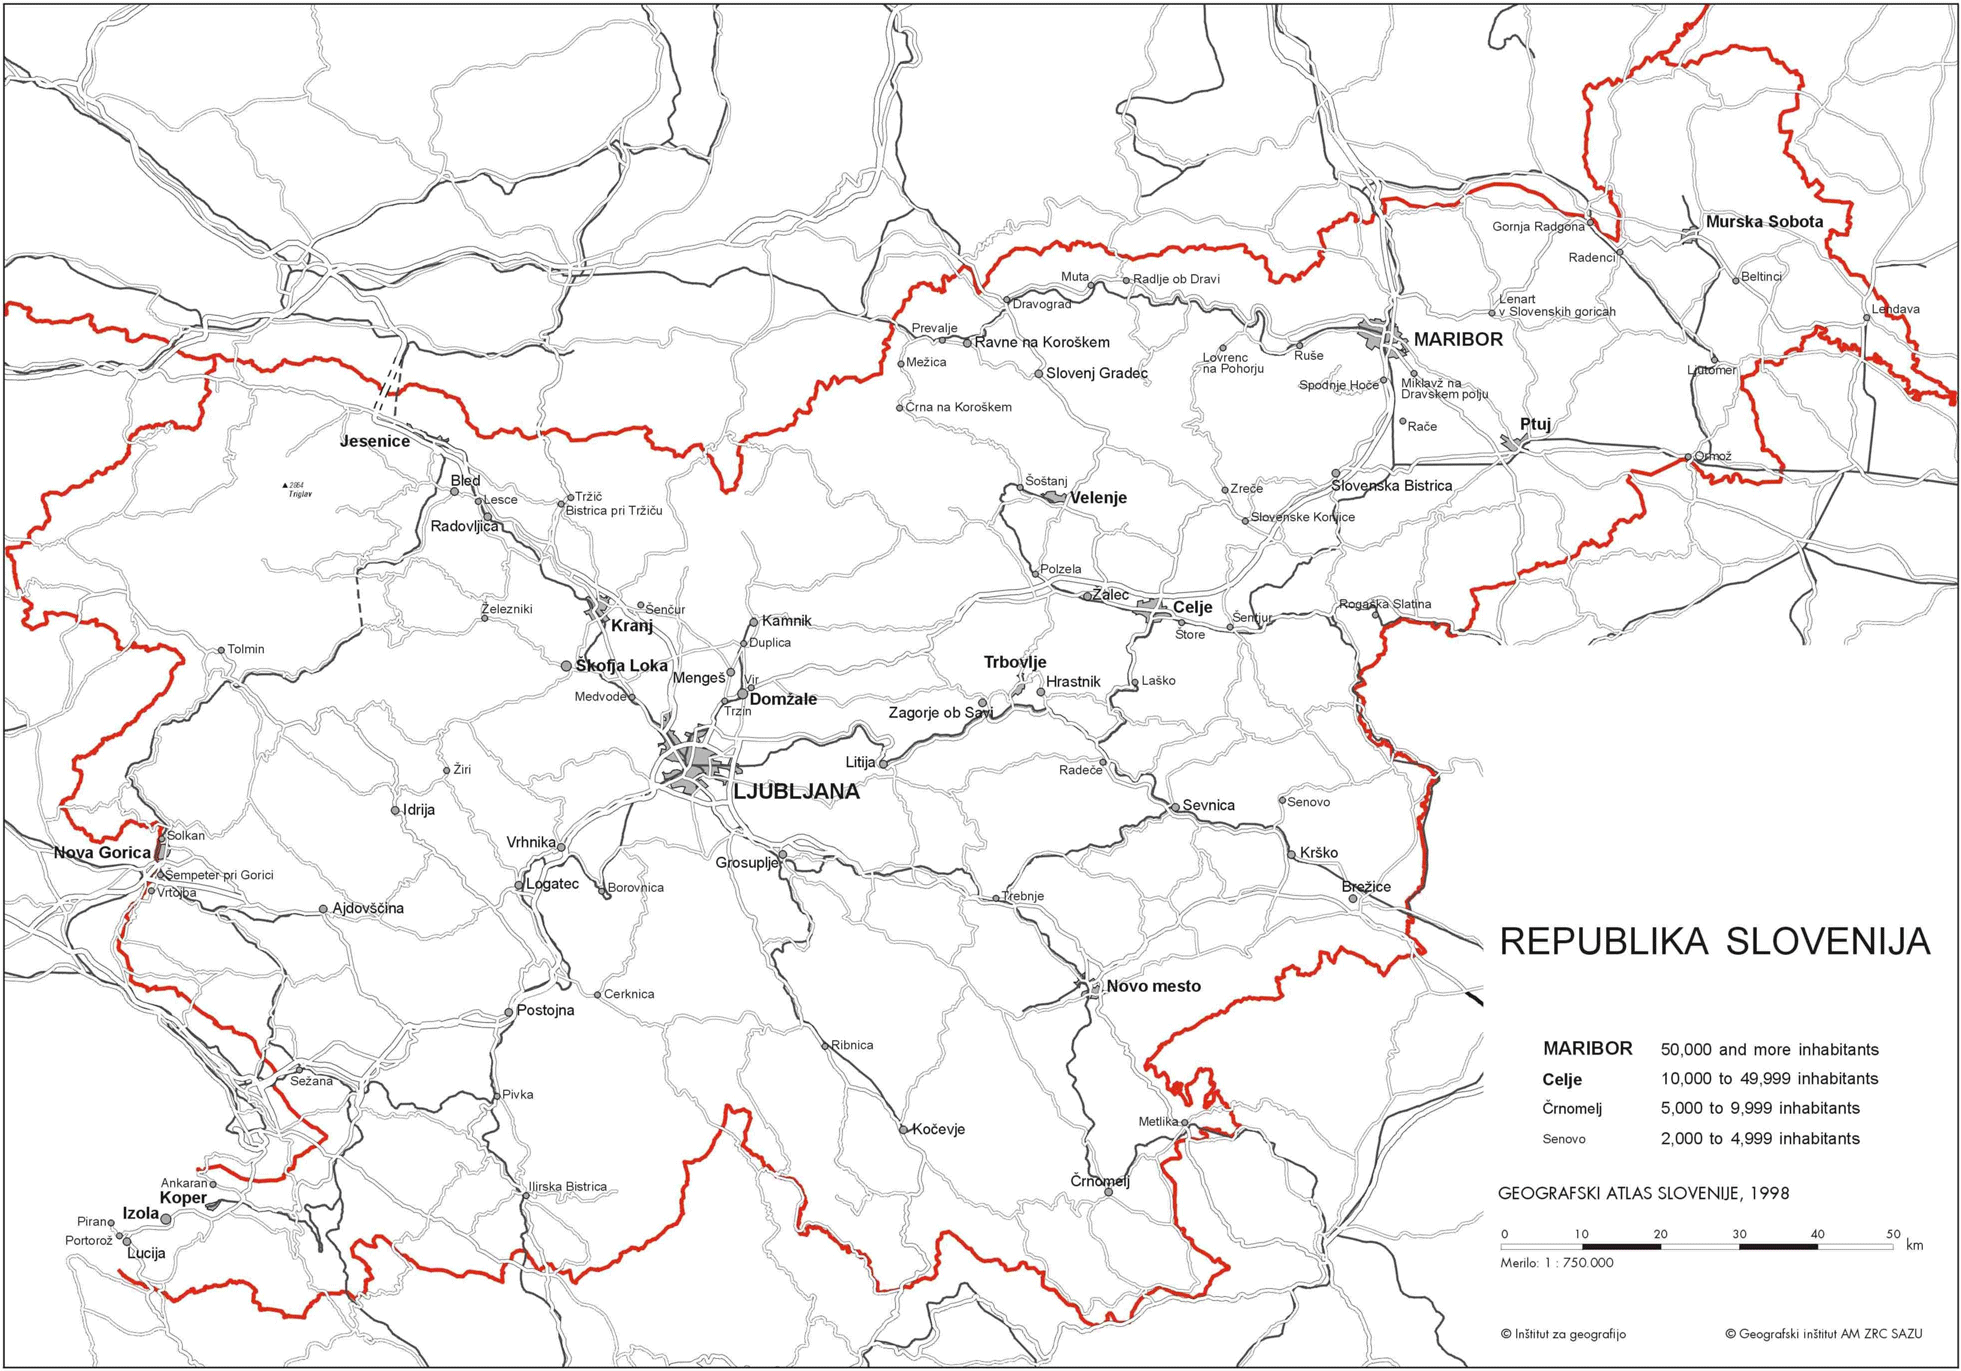 Murska Sobota
Gornja Radgona
Radenci
Beltinci
Muta
Radlje ob Dravi
Dravograd
Lenart
v Slovenskih goricah
Lendava
Prevalje
Ravne na Koroškem
MARIBOR
Mežica
Lovrenc
na Pohorju
Ruše
Slovenj Gradec
Spodnje Hoče
Miklavž na
Dravskem polju
Ljutomer
Črna na Koroškem
Rače
Ptuj
Jesenice
Ormož
2864
Triglav
Bled
Lesce
Radovljica
Tržič
Bistrica pri Tržiču
Šoštanj
Velenje
Zreče
Slovenska Bistrica
Slovenske Konjice
Polzela
Žalec
Celje
Štore
Šentjur
Rogaška Slatina
Železniki
Šenčur
Kranj
Kamnik
Duplica
Tolmin
Škofja Loka
Mengeš
Vir
Domžale
Medvode
Trzin
Trbovlje
Hrastnik
Laško
Zagorje ob Savi
Žiri
Litija
Radeče
LJUBLJANA
Idrija
Sevnica
Senovo
Solkan
Nova Gorica
Vrhnika
Grosuplje
Krško
Šempeter pri Gorici
Vrtojba
Logatec
Borovnica
Trebnje
Brežice
Ajdovščina
REPUBLIKA SLOVENIJA
Cerknica
Postojna
Novo mesto
Ribnica
Sežana
Pivka
Kočevje
Metlika
Črnomelj
Ankaran
Koper
Ilirska Bistrica
Izola
Piran
Portorož
Lucija
MARIBOR 50,000 and more inhabitants
Celje 10,000 to 49,999 inhabitants
Črnomelj 5,000 to 9,999 inhabitants
Senovo 2,000 to 4,999 inhabitants
GEOGRAFSKI ATLAS SLOVENIJE, 1998
0 10 20 30 40 50 km
Merilo: 1 : 750.000
© Inštitut za geografijo
© Geografski inštitut AM ZRC SAZU